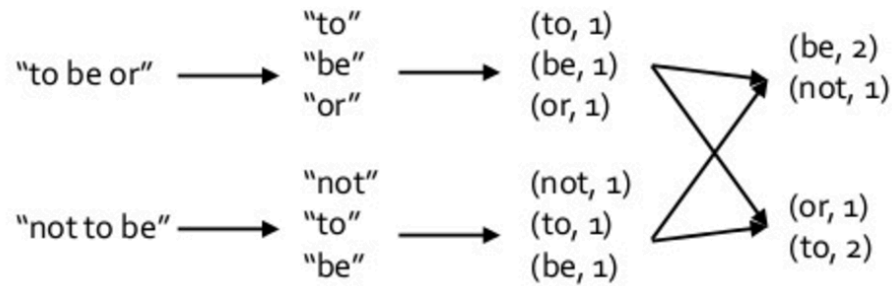 "to be or"
"to"
"be"
"or"
(to, 1)
(be, 1)
(or, 1)
(be, 2)
(not, 1)
"not to be"
"not"
"to"
"be"
(not, 1)
(to, 1)
(be, 1)
(or, 1)
(to, 2)